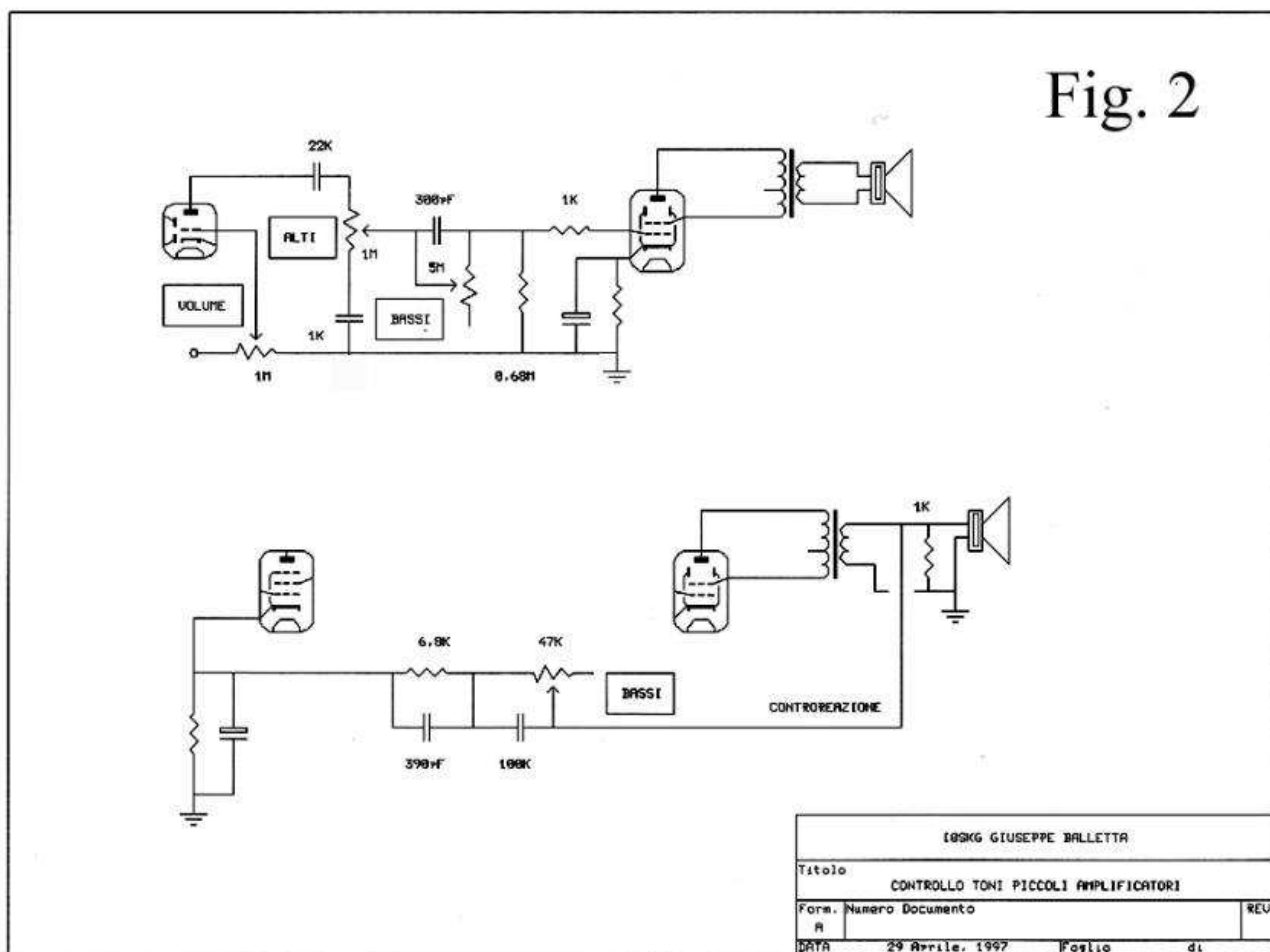 Fig. 2
22K
300pF
1K
ALTI
1M
5M
VOLUME
BASSI
1K
1M
0,68M
1K
6,8K
47K
BASSI
CONTROREAZIONE
390pF
100K
I0SKG GIUSEPPE BALLETTA
Titolo
CONTROLLO TONI PICCOLI AMPLIFICATORI
Form. Numero Documento REV
A
DATA 29 Aprile, 1997 Foglio di